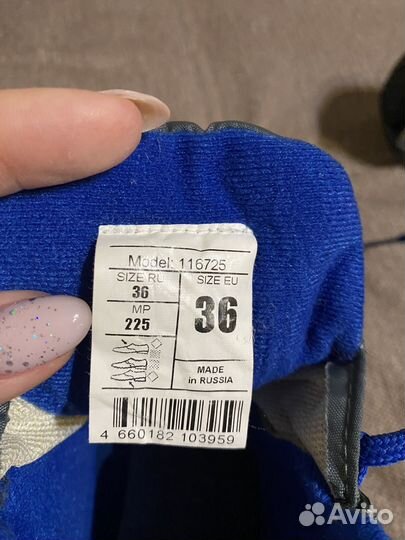 Model: 116725
SIZE RU
36
MP
225
SIZE EU
36
MADE
in RUSSIA
4 660182 103959
Avito